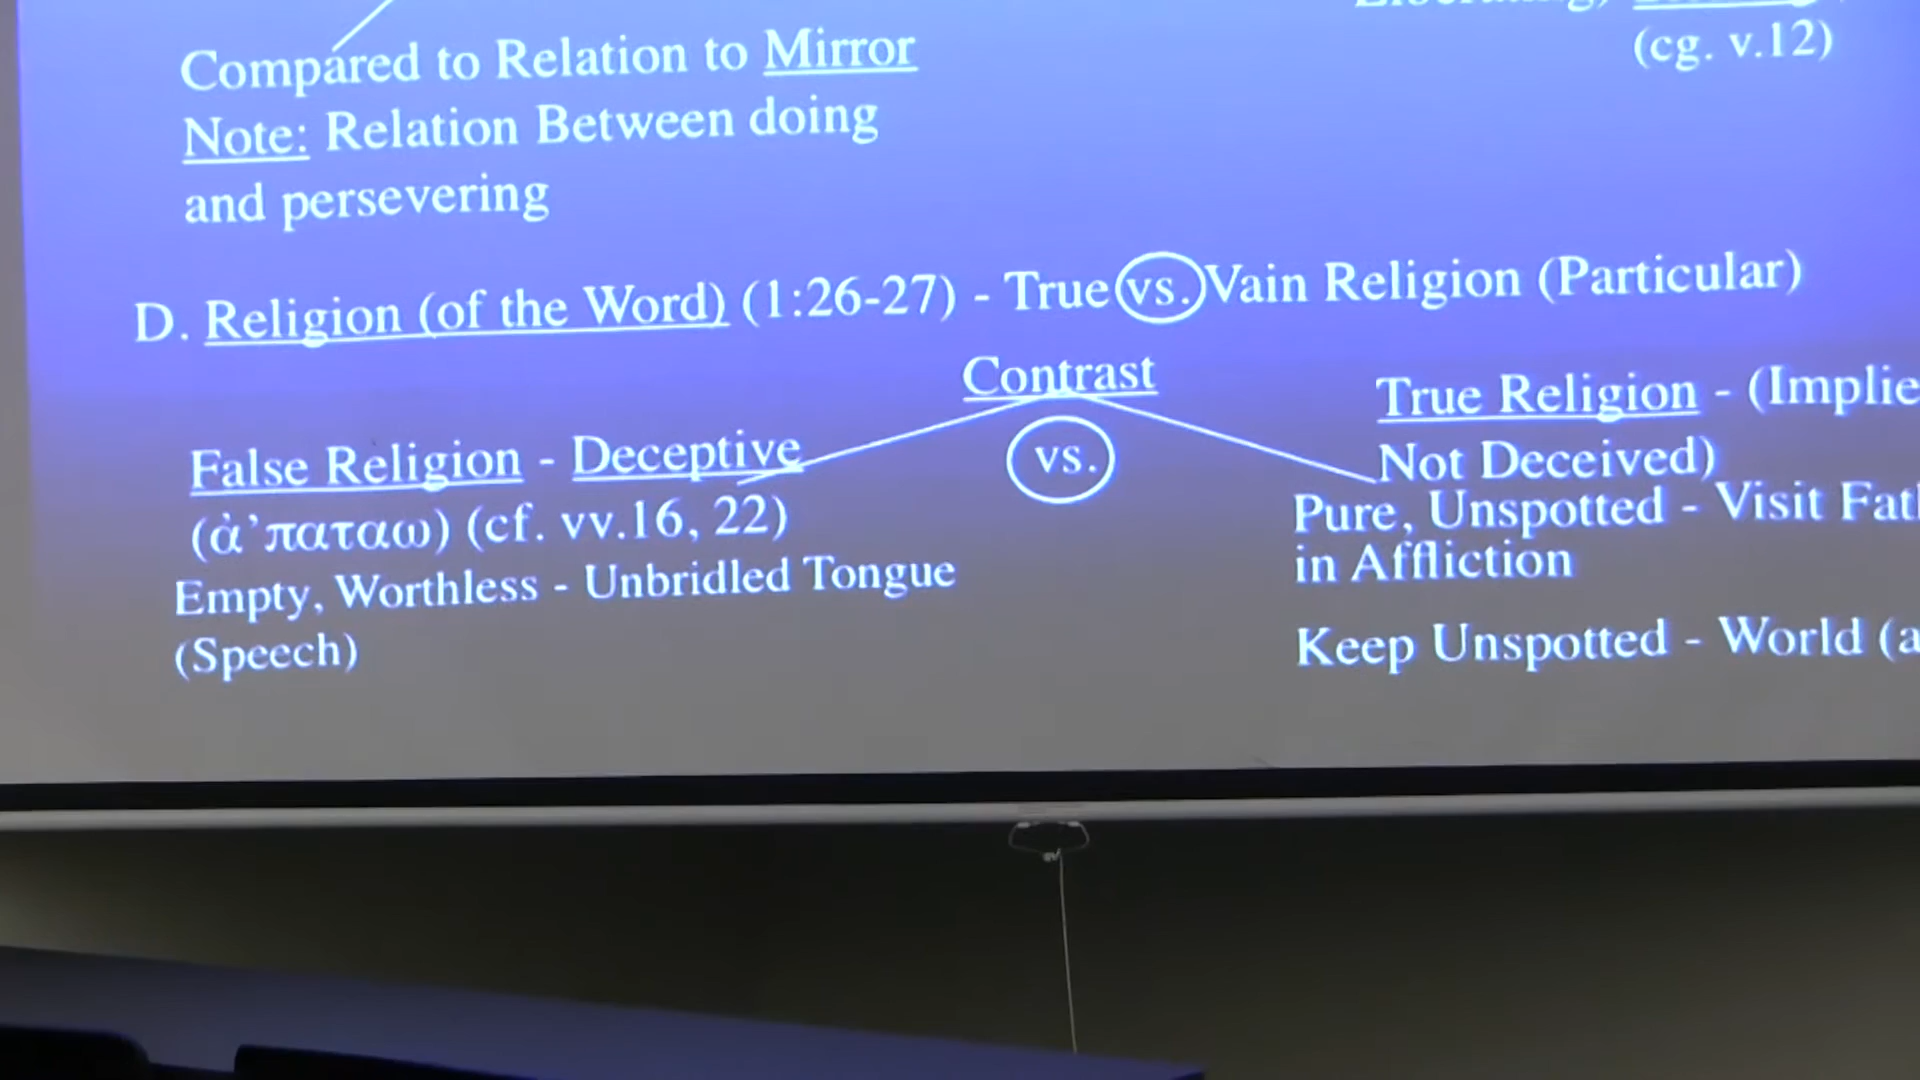 (cg. v.12)
Compared to Relation to Mirror
Note: Relation Between doing
and persevering
D. Religion (of the Word) (1:26-27) - True vs. Vain Religion (Particular)
Contrast
vs.
False Religion - Deceptive
(ἀ’παταω) (cf. vv.16, 22)
Empty, Worthless - Unbridled Tongue
(Speech)
True Religion - (Implie
Not Deceived)
Pure, Unspotted - Visit Fat
in Affliction
Keep Unspotted - World (a